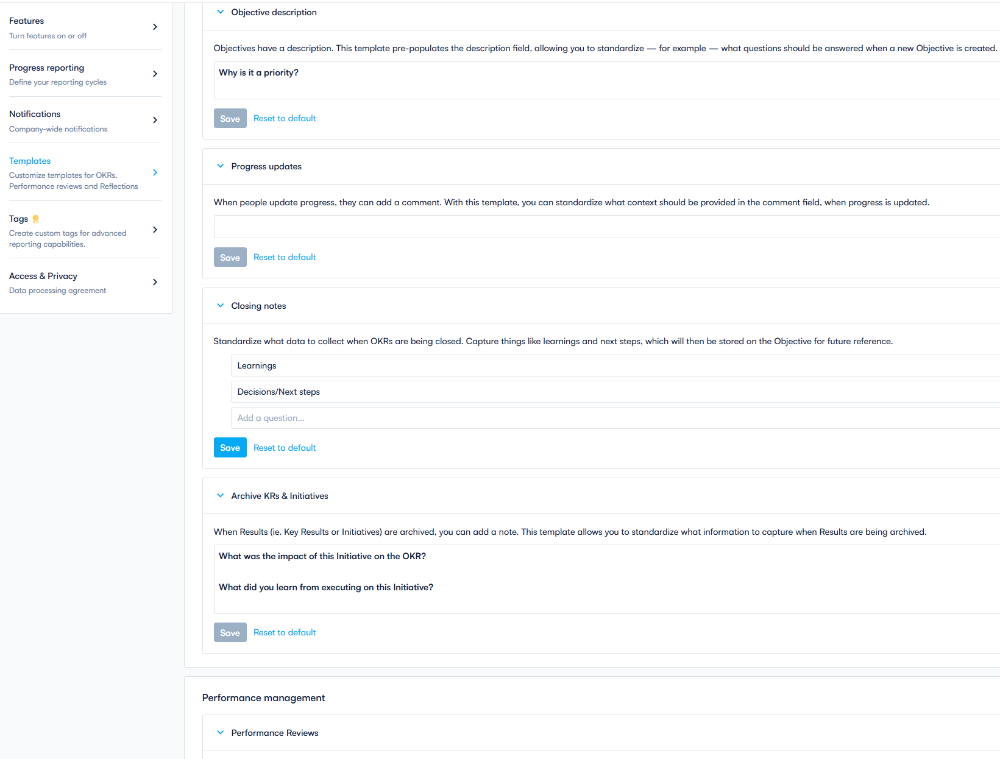 Features
Turn features on or off
Progress reporting
Define your reporting cycles
Notifications
Company-wide notifications
Templates
Customize templates for OKRs,
Performance reviews and Reflections
Tags
Create custom tags for advanced
reporting capabilities.
Access & Privacy
Data processing agreement
Objective description
Objectives have a description. This template pre-populates the description field, allowing you to standardize — for example — what questions should be answered when a new Objective is created.
Why is it a priority?
Save Reset to default
Progress updates
When people update progress, they can add a comment. With this template, you can standardize what context should be provided in the comment field, when progress is updated.
Save Reset to default
Closing notes
Standardize what data to collect when OKRs are being closed. Capture things like learnings and next steps, which will then be stored on the Objective for future reference.
Learnings
Decisions/Next steps
Add a question...
Save Reset to default
Archive KRs & Initiatives
When Results (ie. Key Results or Initiatives) are archived, you can add a note. This template allows you to standardize what information to capture when Results are being archived.
What was the impact of this Initiative on the OKR?
What did you learn from executing on this Initiative?
Save Reset to default
Performance management
Performance Reviews